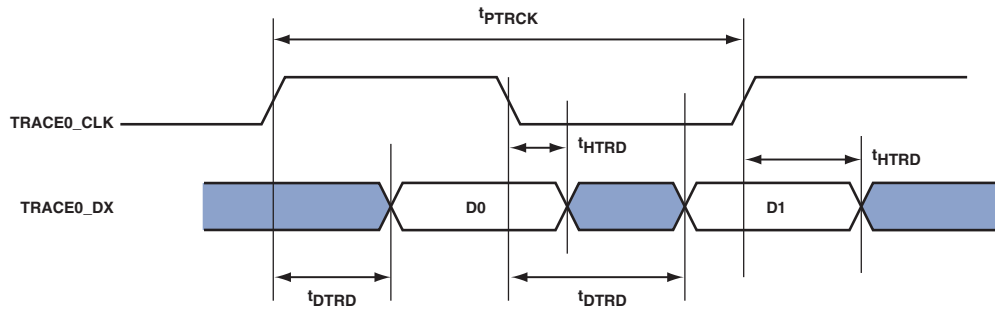 tPTRCK
TRACE0_CLK
tHTRD
tHTRD
TRACE0_DX
D0
D1
tDTRD
tDTRD